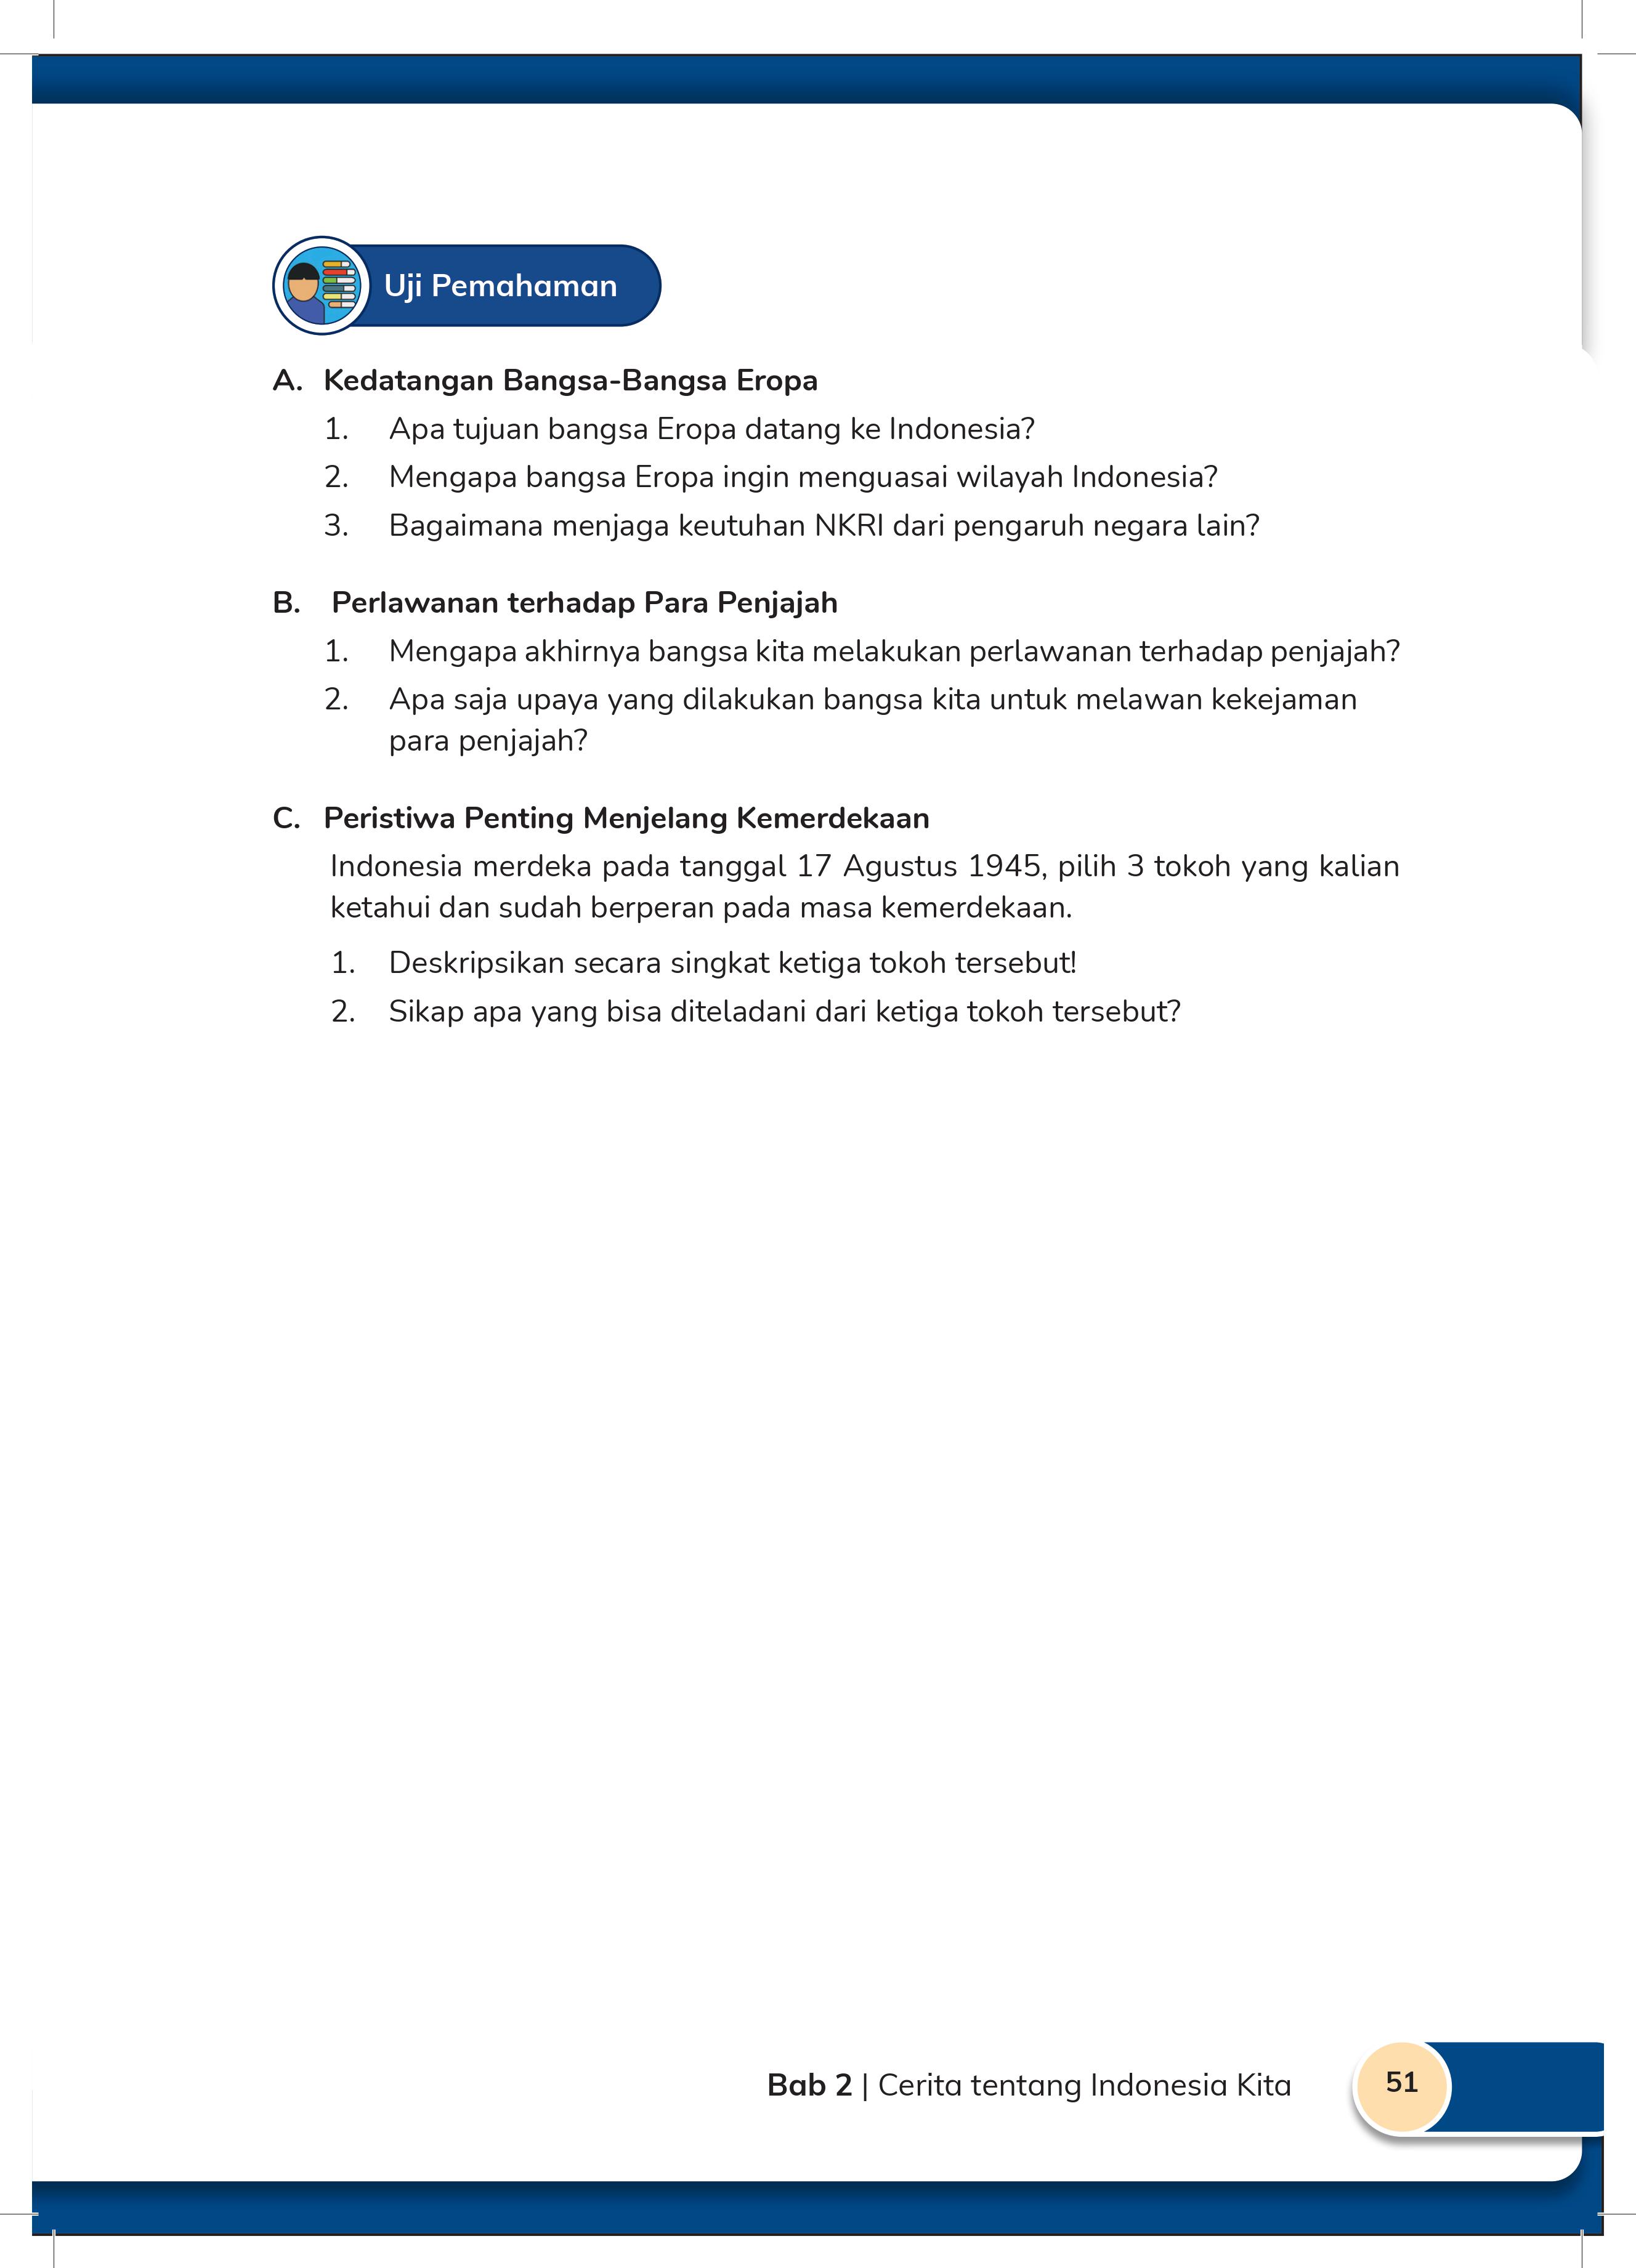 Uji Pemahaman
A. Kedatangan Bangsa-Bangsa Eropa
1. Apa tujuan bangsa Eropa datang ke Indonesia?
2. Mengapa bangsa Eropa ingin menguasai wilayah Indonesia?
3. Bagaimana menjaga keutuhan NKRI dari pengaruh negara lain?
B. Perlawanan terhadap Para Penjajah
1. Mengapa akhirnya bangsa kita melakukan perlawanan terhadap penjajah?
2. Apa saja upaya yang dilakukan bangsa kita untuk melawan kekejaman
para penjajah?
C. Peristiwa Penting Menjelang Kemerdekaan
Indonesia merdeka pada tanggal 17 Agustus 1945, pilih 3 tokoh yang kalian
ketahui dan sudah berperan pada masa kemerdekaan.
1. Deskripsikan secara singkat ketiga tokoh tersebut!
2. Sikap apa yang bisa diteladani dari ketiga tokoh tersebut?
Bab 2 | Cerita tentang Indonesia Kita 51